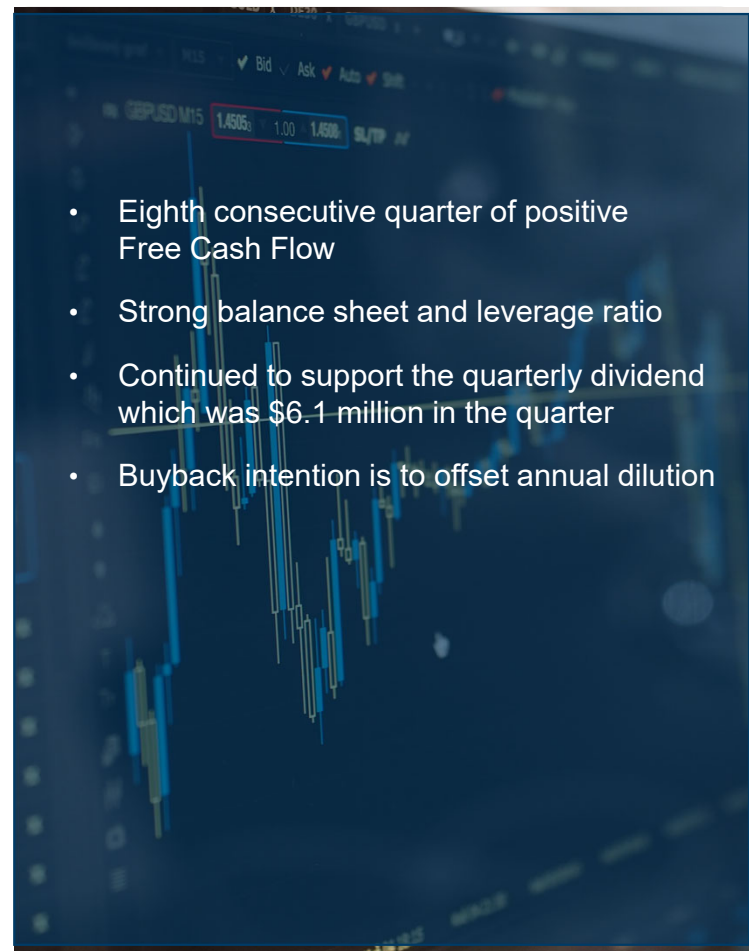 Bid Ask Auto Shift
GBPUSD M15 1.4505 1.00 1.4508 SL/TP
• Eighth consecutive quarter of positive
Free Cash Flow
• Strong balance sheet and leverage ratio
• Continued to support the quarterly dividend
which was $6.1 million in the quarter
• Buyback intention is to offset annual dilution